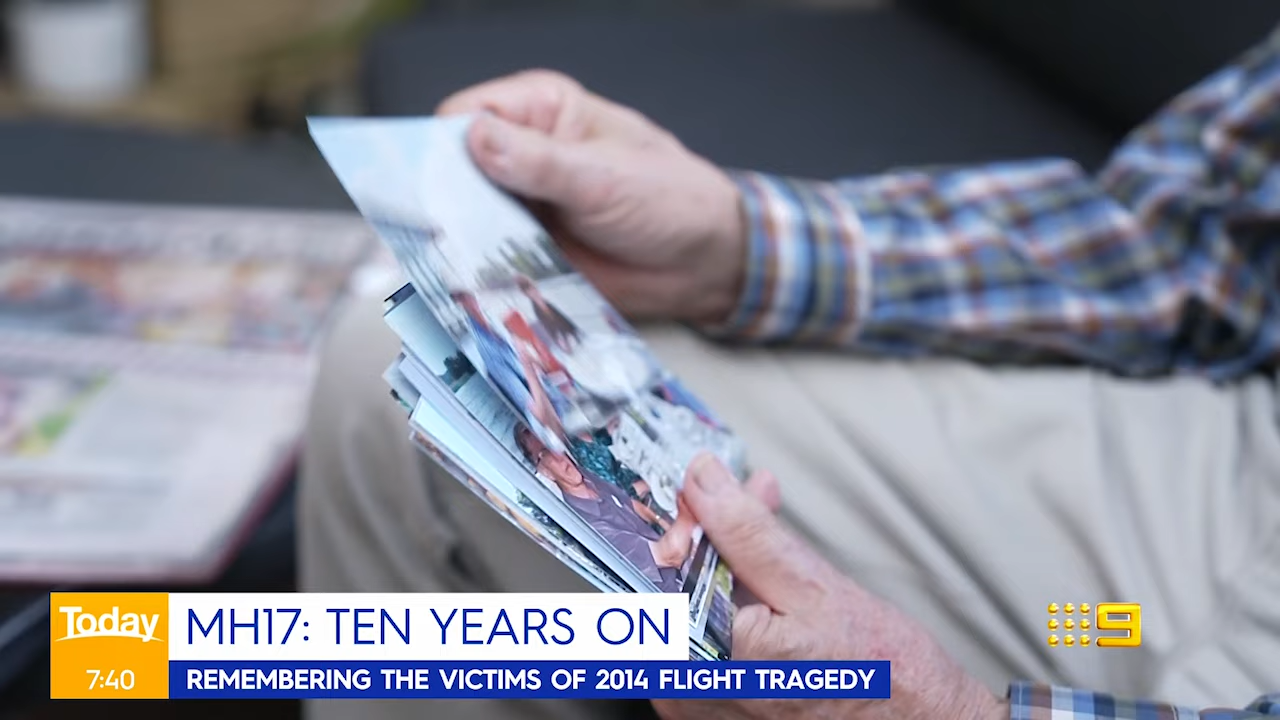 Today
7:40
MH17: TEN YEARS ON
REMEMBERING THE VICTIMS OF 2014 FLIGHT TRAGEDY
9